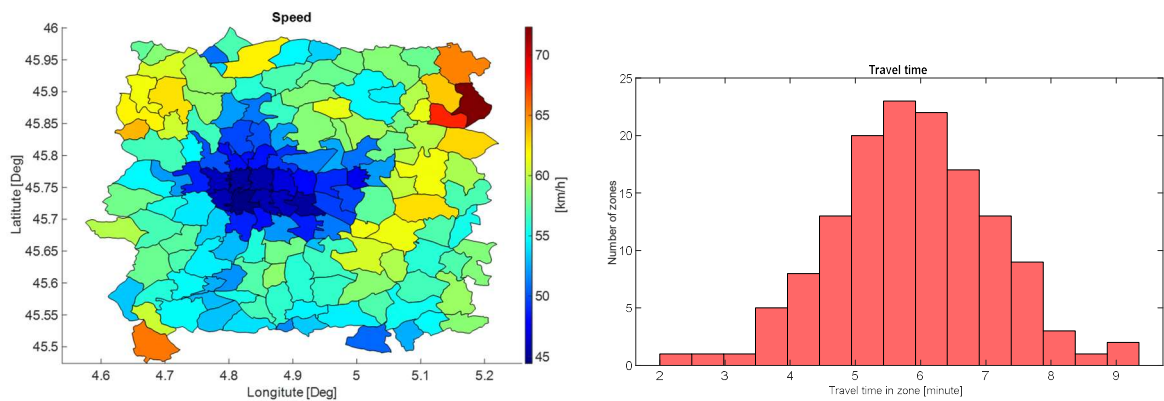 Speed
46
45.95
45.9
45.85
45.8
45.75
45.7
45.65
45.6
45.55
45.5
Latitute [Deg]
4.6 4.7 4.8 4.9 5 5.1 5.2
Longitute [Deg]
70
65
60
55
50
45
[km/h]
Travel time
25
20
15
10
5
0
Number of zones
2 3 4 5 6 7 8 9
Travel time in zone [minute]